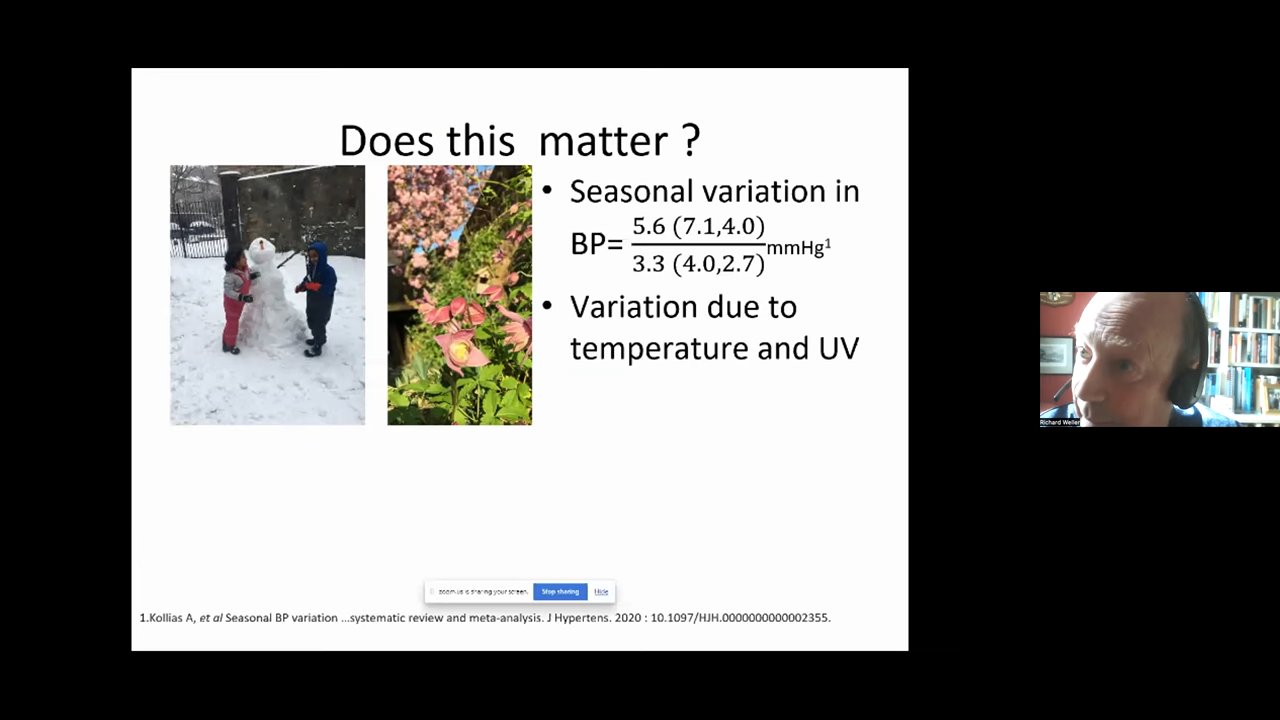 Does this  matter ?
• Seasonal variation in
BP= 5.6 (7.1,4.0)/3.3 (4.0,2.7) mmHg¹
• Variation due to
temperature and UV
zoom.us is sharing your screen. Stop sharing Hide
1.Kollias A, et al Seasonal BP variation ...systematic review and meta-analysis. J Hypertens. 2020 : 10.1097/HJH.0000000000002355.
Richard Weller